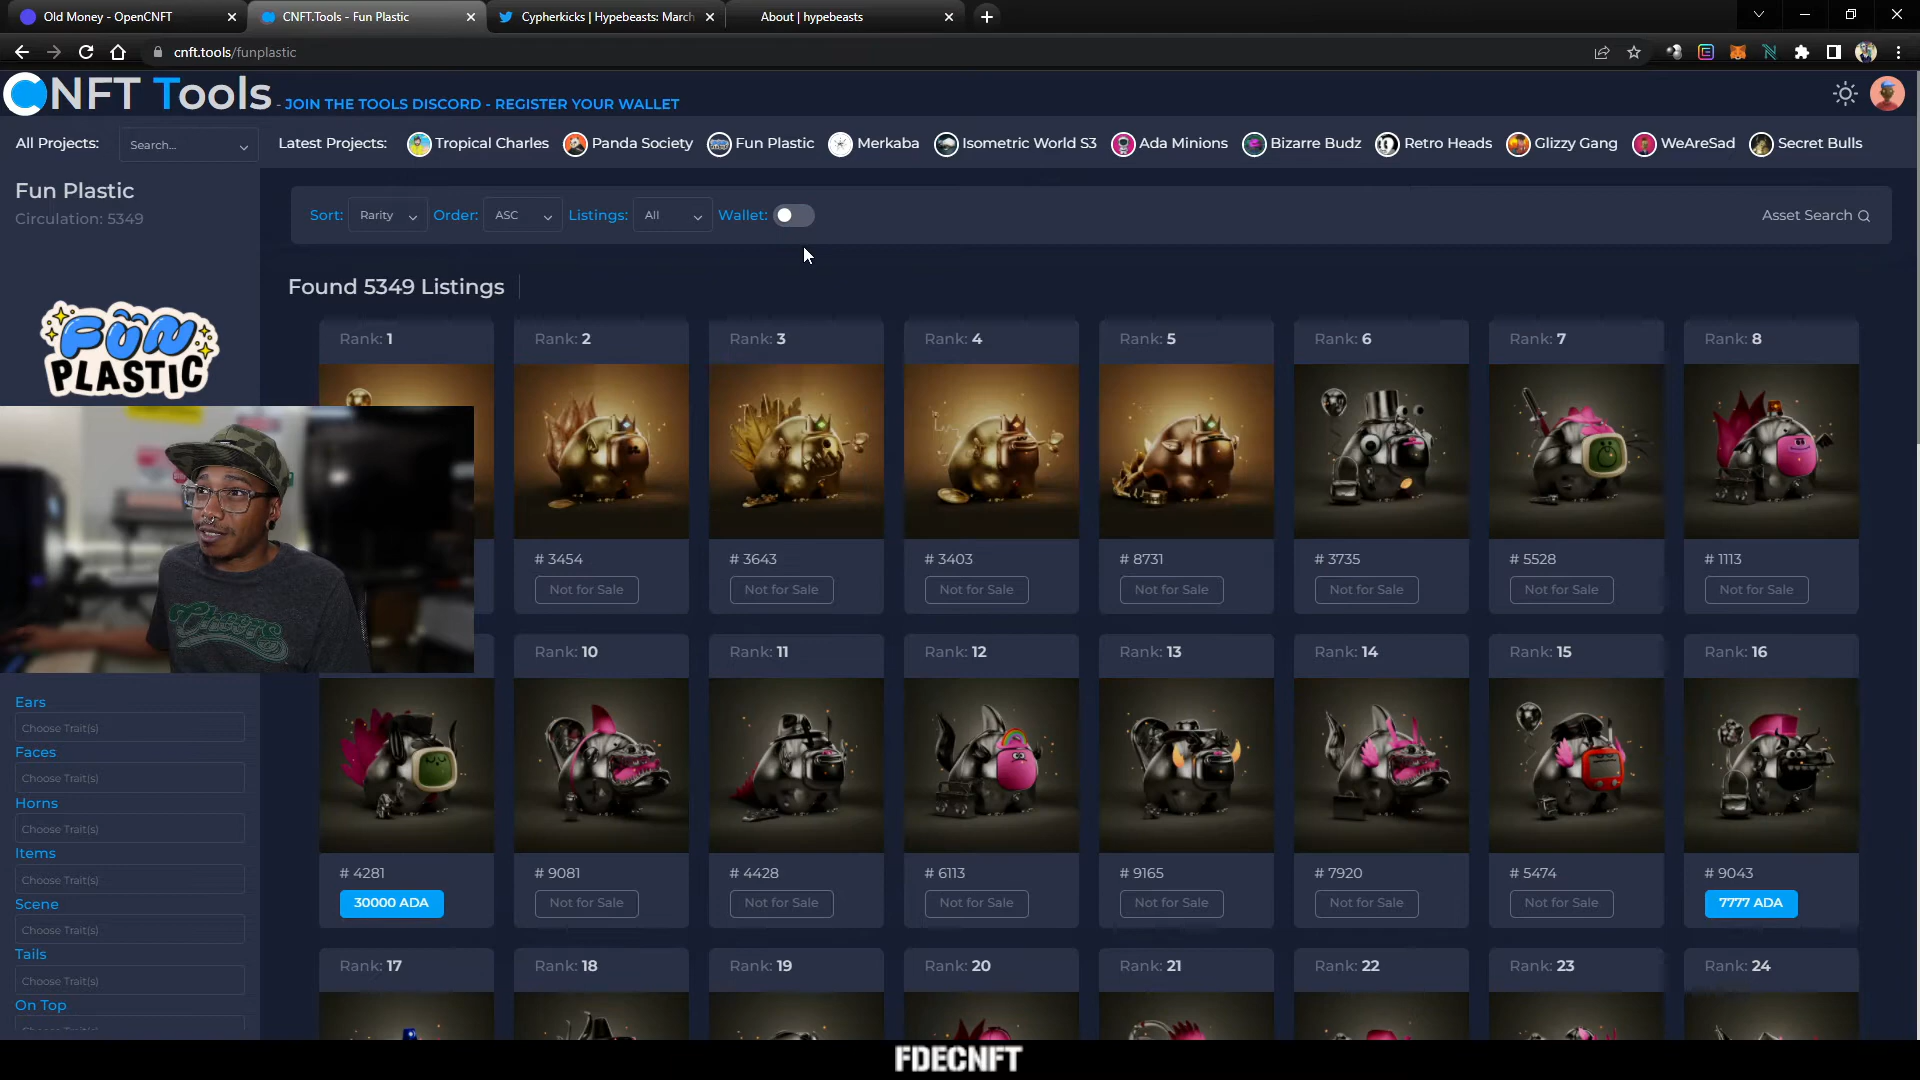 Old Money - OpenCNFT
CNFT.Tools - Fun Plastic
Cypherkicks | Hypebeasts: March
About | hypebeasts
cnft.tools/funplastic
CNFT Tools - JOIN THE TOOLS DISCORD - REGISTER YOUR WALLET
All Projects: Search... Latest Projects: Tropical Charles Panda Society Fun Plastic Merkaba Isometric World S3 Ada Minions Bizarre Budz Retro Heads Glizzy Gang WeAreSad Secret Bulls
Fun Plastic
Circulation: 5349
FUN
PLASTIC
Sort: Rarity Order: ASC Listings: All Wallet: Asset Search
Found 5349 Listings
Rank: 1 Rank: 2 Rank: 3 Rank: 4 Rank: 5 Rank: 6 Rank: 7 Rank: 8
# 3454 # 3643 # 3403 # 8731 # 3735 # 5528 # 1113
Not for Sale Not for Sale Not for Sale Not for Sale Not for Sale Not for Sale Not for Sale
Rank: 10 Rank: 11 Rank: 12 Rank: 13 Rank: 14 Rank: 15 Rank: 16
# 4281 # 9081 # 4428 # 6113 # 9165 # 7920 # 5474 # 9043
30000 ADA Not for Sale Not for Sale Not for Sale Not for Sale Not for Sale Not for Sale 7777 ADA
Rank: 17 Rank: 18 Rank: 19 Rank: 20 Rank: 21 Rank: 22 Rank: 23 Rank: 24
Ears
Choose Trait(s)
Faces
Choose Trait(s)
Horns
Choose Trait(s)
Items
Choose Trait(s)
Scene
Choose Trait(s)
Tails
Choose Trait(s)
On Top
FDECNFT